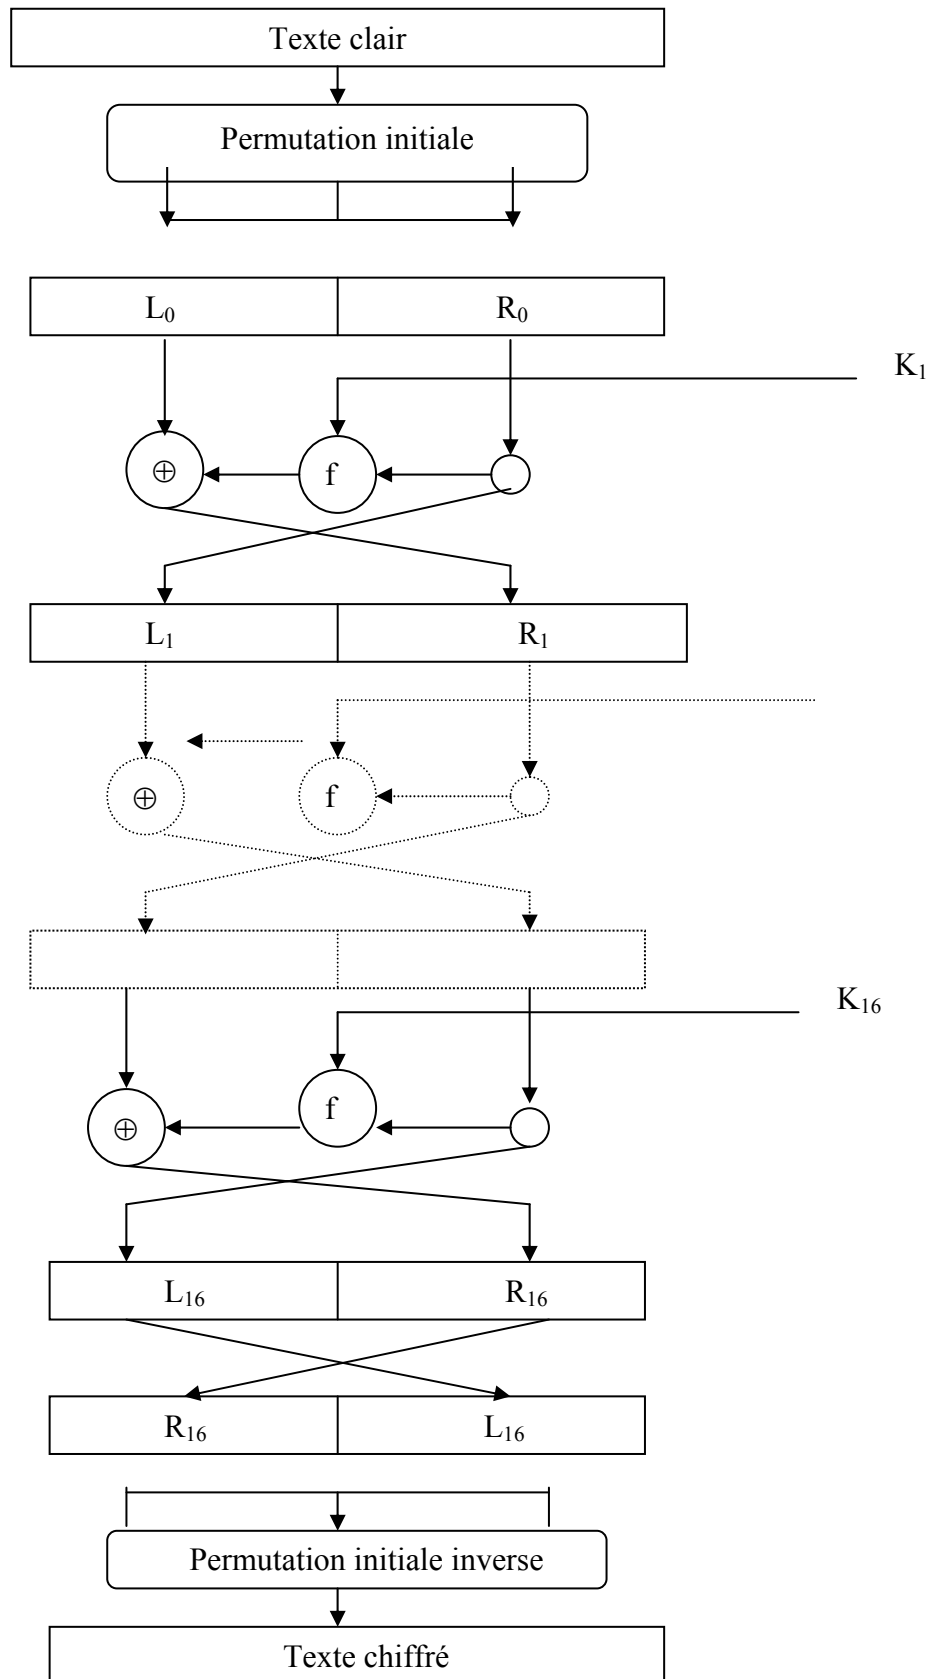 Texte clair
Permutation initiale
L₀ R₀
K₁
⊕ f
L₁ R₁
⊕ f
K₁₆
f
⊕
L₁₆ R₁₆
R₁₆ L₁₆
Permutation initiale inverse
Texte chiffré